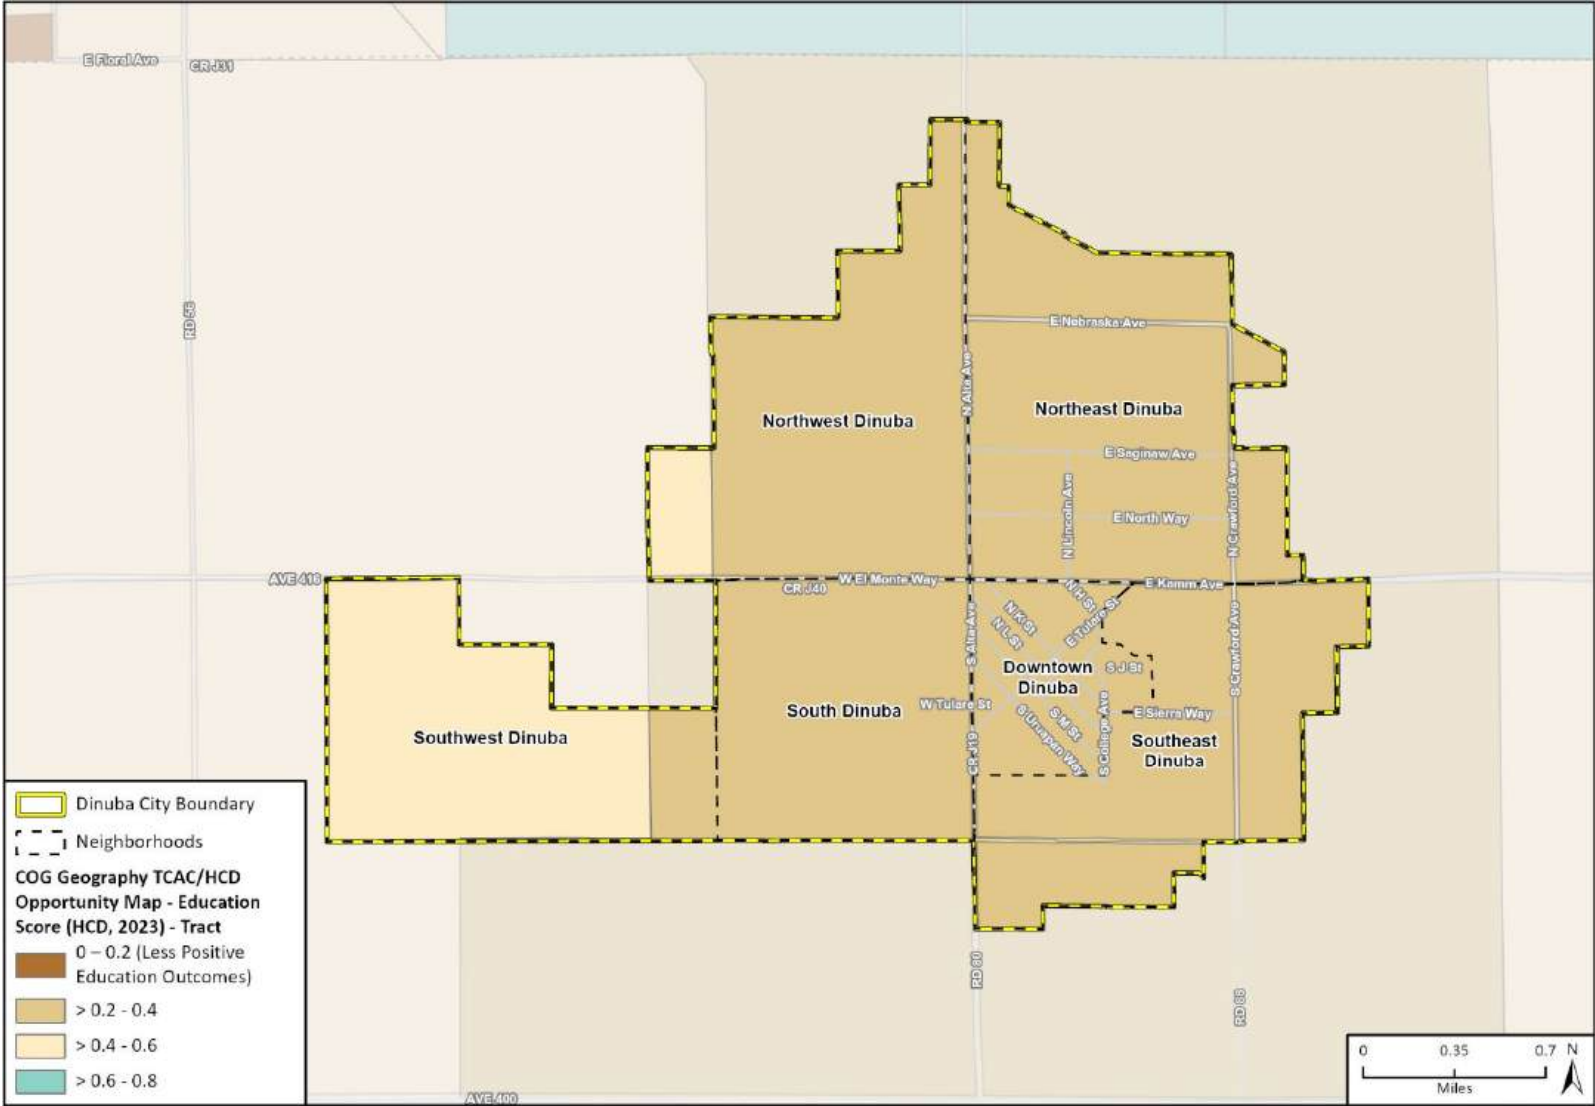 E Floral Ave
CR J31
RD 56
E Nebraska Ave
N Alta Ave
Northwest Dinuba
Northeast Dinuba
E Saginaw Ave
N Lincoln Ave
E North Way
N Crawford Ave
AVE 416
W El Monte Way
CR J40
E Kamm Ave
N H St
N K St
E Tulare St
N L St
S Alta Ave
S Crawford Ave
Downtown
Dinuba
S J St
South Dinuba
W Tulare St
S M St
S Uruapan Way
S College Ave
E Sierra Way
Southwest Dinuba
Southeast
Dinuba
CR J19
RD 80
RD 88
AVE 400
Dinuba City Boundary
Neighborhoods
COG Geography TCAC/HCD
Opportunity Map - Education
Score (HCD, 2023) - Tract
0 – 0.2 (Less Positive
Education Outcomes)
> 0.2 - 0.4
> 0.4 - 0.6
> 0.6 - 0.8
0 0.35 0.7 N
Miles